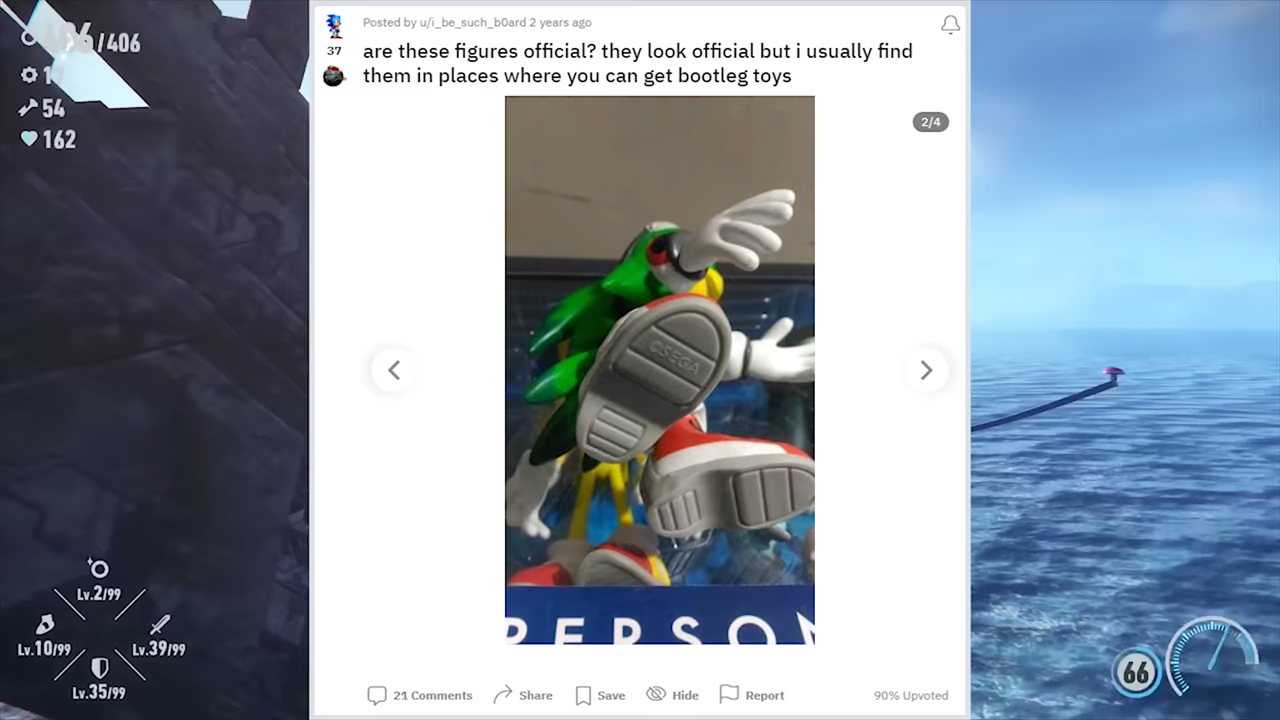 Posted by u/i_be_such_b0ard 2 years ago
37
are these figures official? they look official but i usually find
them in places where you can get bootleg toys
2/4
/406
54
162
©SEGA
PERSON
Lv.2/99
Lv.10/99
Lv.39/99
Lv.35/99
66
21 Comments
Share
Save
Hide
Report
90% Upvoted